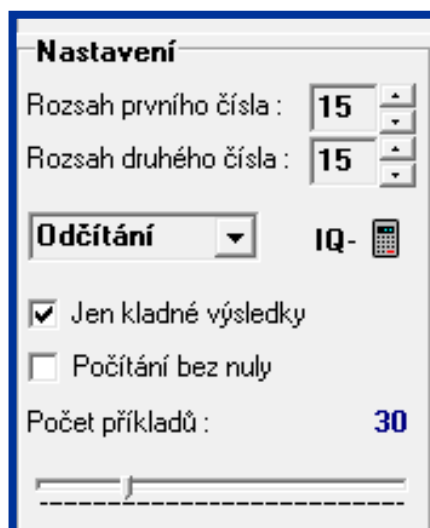 Nastavení
Rozsah prvního čísla : 15
Rozsah druhého čísla : 15
Odčítání IQ-
Jen kladné výsledky
Počítání bez nuly
Počet příkladů : 30